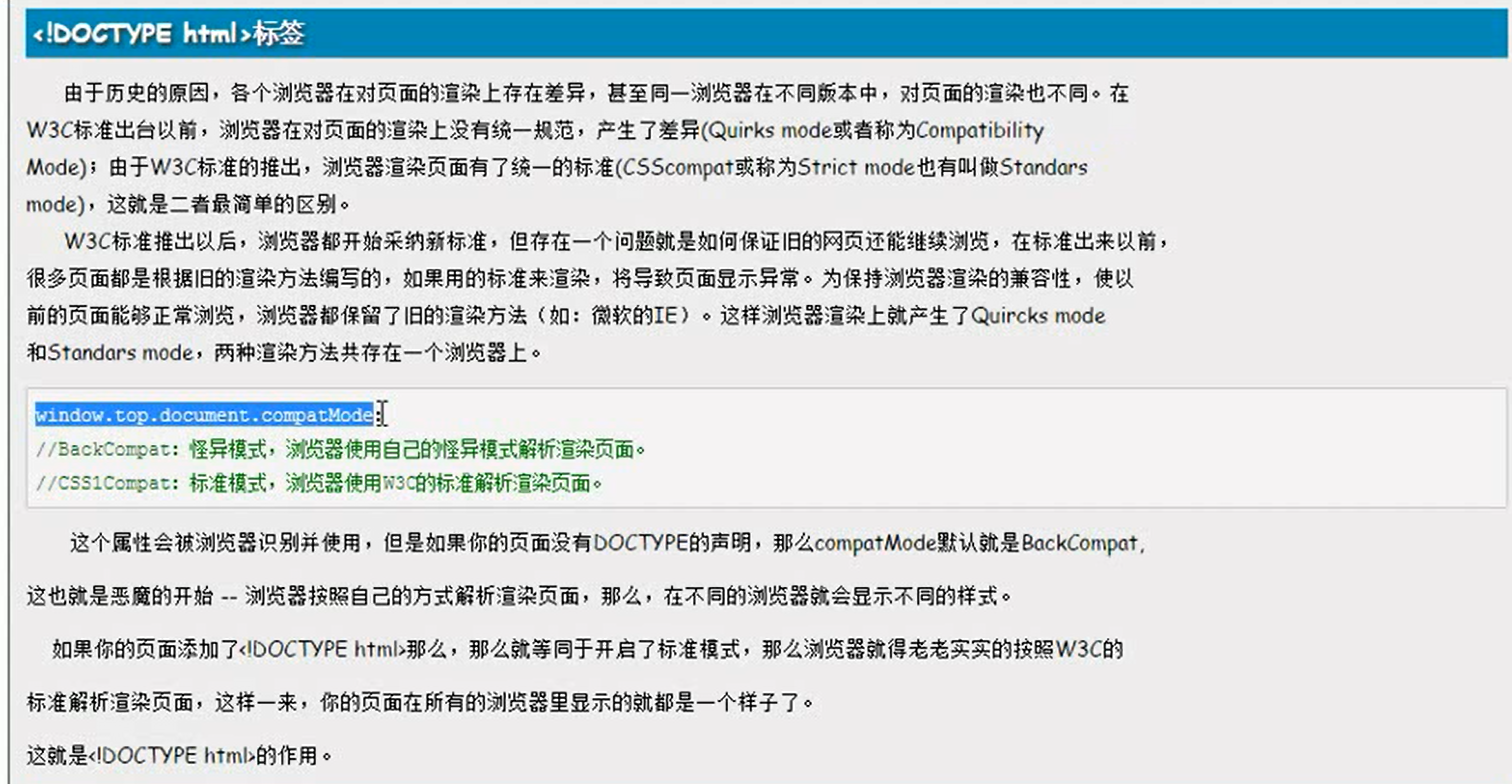 <!DOCTYPE html>标签
由于历史的原因，各个浏览器在对页面的渲染上存在差异，甚至同一浏览器在不同版本中，对页面的渲染也不同。在
W3C标准出台以前，浏览器在对页面的渲染上没有统一规范，产生了差异(Quirks mode或者称为Compatibility
Mode)；由于W3C标准的推出，浏览器渲染页面有了统一的标准(CSScompat或称为Strict mode也有叫做Standars
mode)，这就是二者最简单的区别。
W3C标准推出以后，浏览器都开始采纳新标准，但存在一个问题就是如何保证旧的网页还能继续浏览，在标准出来以前，
很多页面都是根据旧的渲染方法编写的，如果用的标准来渲染，将导致页面显示异常。为保持浏览器渲染的兼容性，使以
前的页面能够正常浏览，浏览器都保留了旧的渲染方法（如：微软的IE）。这样浏览器渲染上就产生了Quircks mode
和Standars mode，两种渲染方法共存在一个浏览器上。
window.top.document.compatMode;
//BackCompat：怪异模式，浏览器使用自己的怪异模式解析渲染页面。
//CSS1Compat：标准模式，浏览器使用W3C的标准解析渲染页面。
这个属性会被浏览器识别并使用，但是如果你的页面没有DOCTYPE的声明，那么compatMode默认就是BackCompat,
这也就是恶魔的开始 -- 浏览器按照自己的方式解析渲染页面，那么，在不同的浏览器就会显示不同的样式。
如果你的页面添加了<!DOCTYPE html>那么，那么就等同于开启了标准模式，那么浏览器就得老老实实的按照W3C的
标准解析渲染页面，这样一来，你的页面在所有的浏览器里显示的就都是一个样子了。
这就是<!DOCTYPE html>的作用。